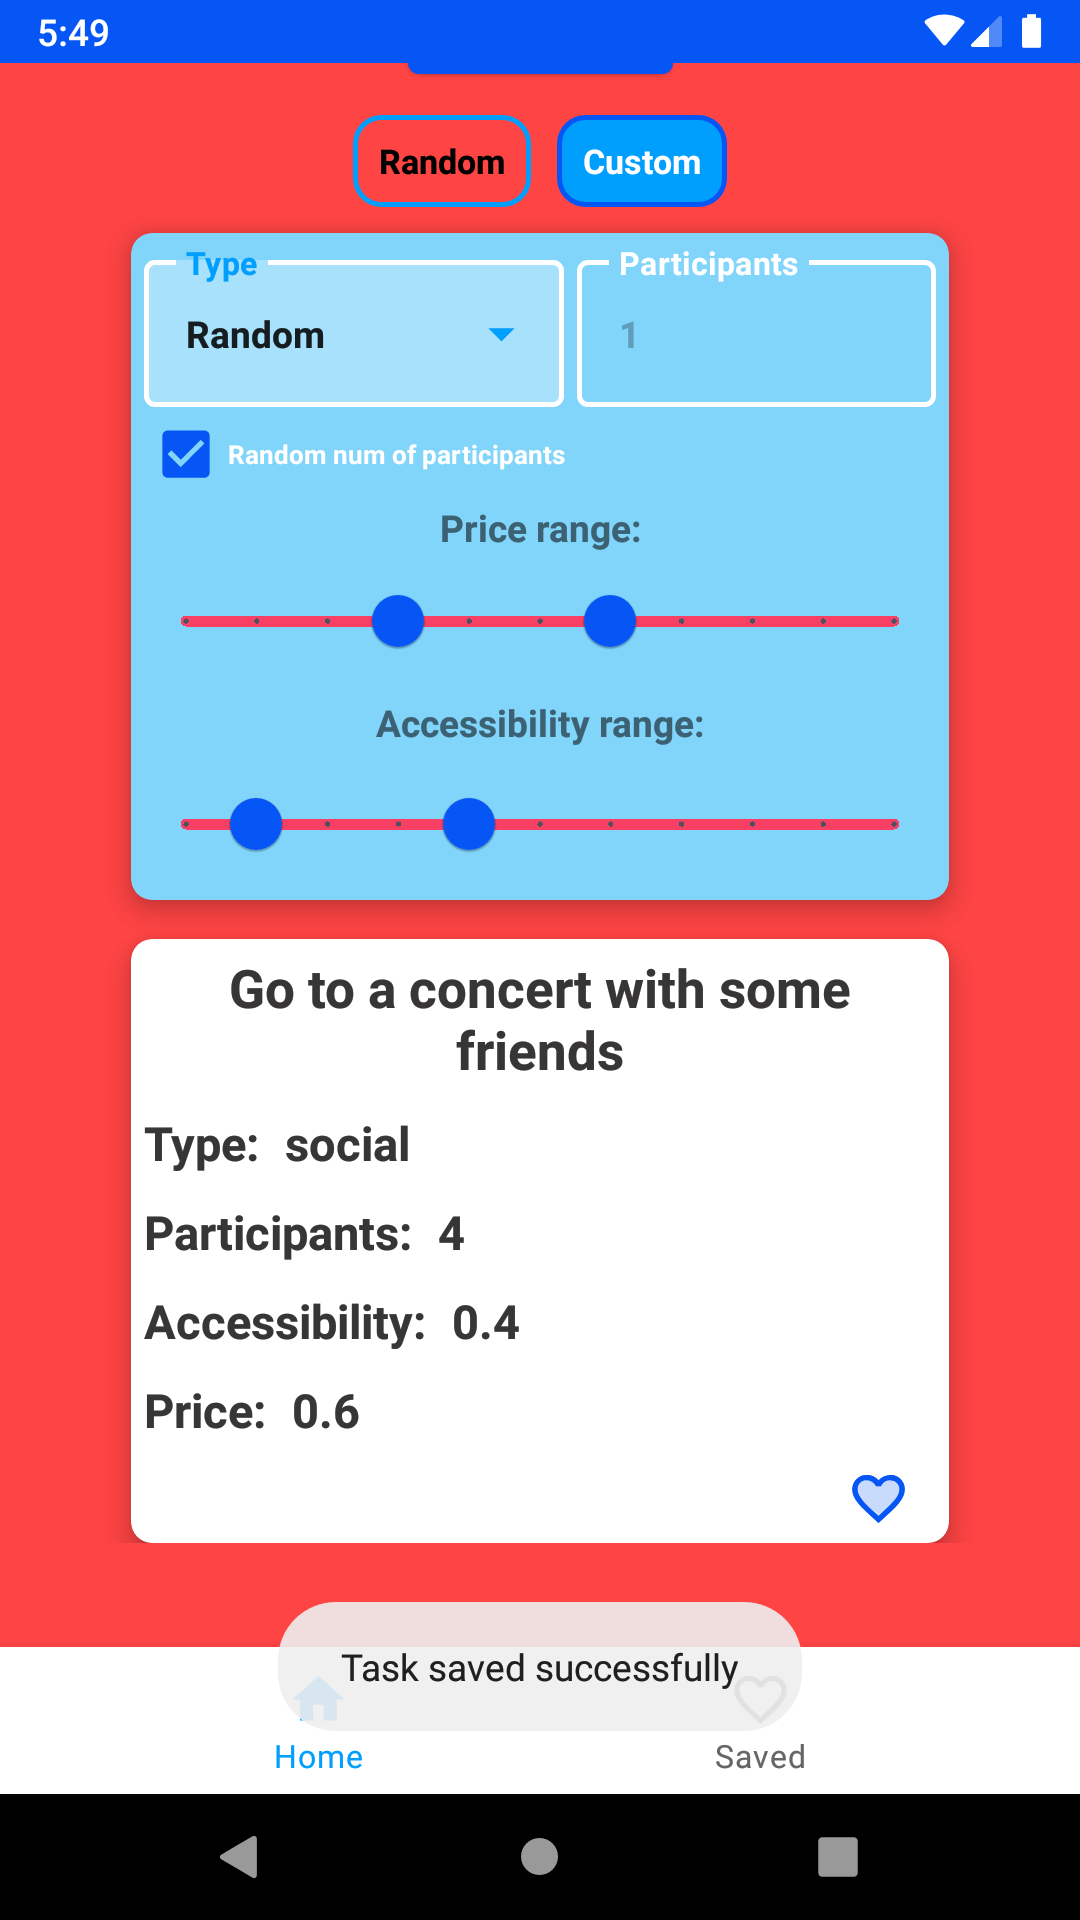 5:49
Random
Custom
Type
Participants
Random
1
Random num of participants
Price range:
Accessibility range:
Go to a concert with some
friends
Type: social
Participants: 4
Accessibility: 0.4
Price: 0.6
Task saved successfully
Home
Saved